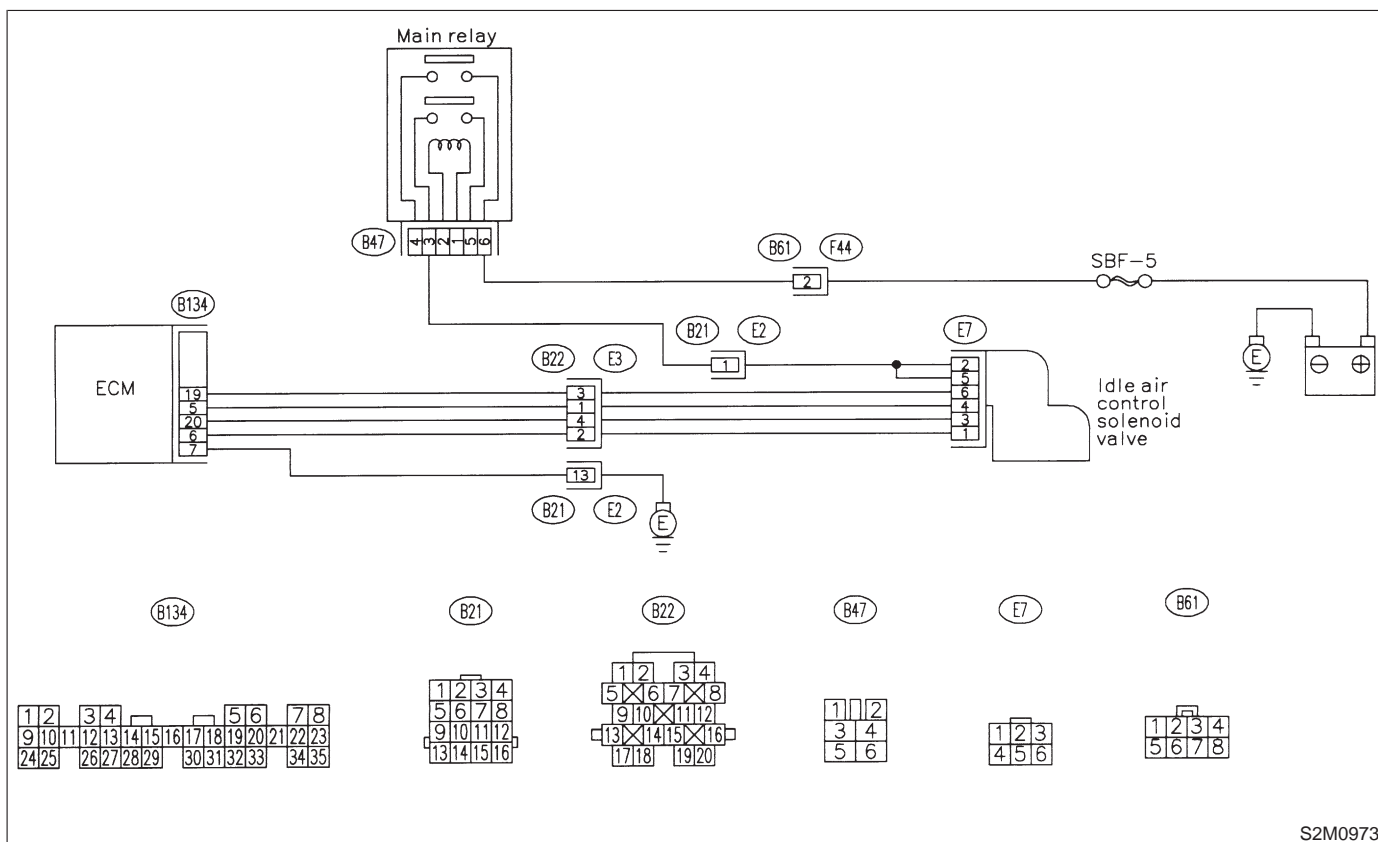 Main relay
B47
4 3 2 1 5 6
B61 F44
2
SBF-5
B134
B21 E2
1
E7
B22 E3
ECM
19
5
20
6
7
3
1
4
2
2
5
6
4
3
1
E
⊖ ⊕
Idle air
control
solenoid
valve
13
B21 E2
E
B134
1 2 3 4 5 6 7 8
9 10 11 12 13 14 15 16 17 18 19 20 21 22 23
24 25 26 27 28 29 30 31 32 33 34 35
B21
1 2 3 4
5 6 7 8
9 10 11 12
13 14 15 16
B22
1 2 3 4
5 6 7 8
9 10 11 12
13 14 15 16
17 18 19 20
B47
1 2
3 4
5 6
E7
1 2 3
4 5 6
B61
1 2 3 4
5 6 7 8
S2M0973